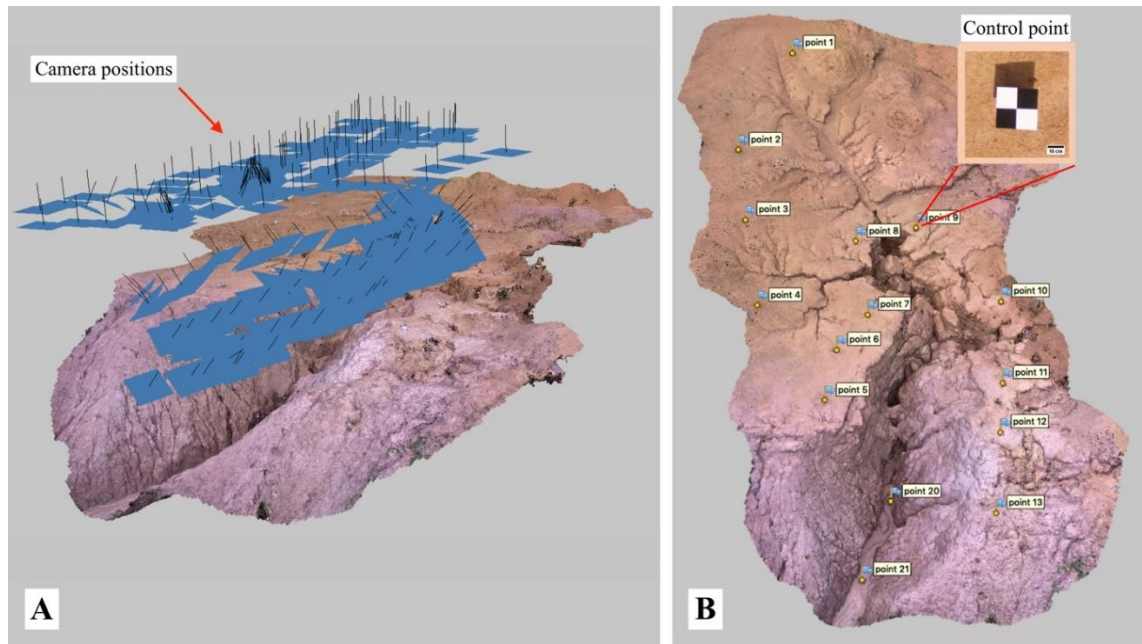 Camera positions
A
Control point
10 cm
point 1
point 2
point 3
point 9
point 8
point 4
point 10
point 7
point 6
point 11
point 5
point 12
point 20
point 13
point 21
B